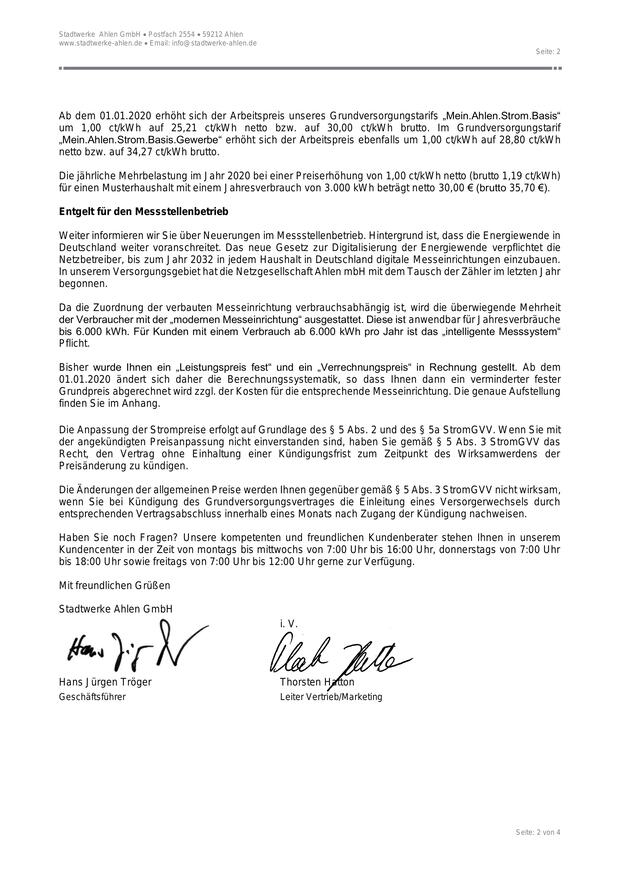 Stadtwerke Ahlen GmbH • Postfach 2554 • 59212 Ahlen
www.stadtwerke-ahlen.de • Email: info@stadtwerke-ahlen.de
Seite: 2
Ab dem 01.01.2020 erhöht sich der Arbeitspreis unseres Grundversorgungstarifs „Mein.Ahlen.Strom.Basis“
um 1,00 ct/kWh auf 25,21 ct/kWh netto bzw. auf 30,00 ct/kWh brutto. Im Grundversorgungstarif
„Mein.Ahlen.Strom.Basis.Gewerbe“ erhöht sich der Arbeitspreis ebenfalls um 1,00 ct/kWh auf 28,80 ct/kWh
netto bzw. auf 34,27 ct/kWh brutto.
Die jährliche Mehrbelastung im Jahr 2020 bei einer Preiserhöhung von 1,00 ct/kWh netto (brutto 1,19 ct/kWh)
für einen Musterhaushalt mit einem Jahresverbrauch von 3.000 kWh beträgt netto 30,00 € (brutto 35,70 €).
Entgelt für den Messstellenbetrieb
Weiter informieren wir Sie über Neuerungen im Messstellenbetrieb. Hintergrund ist, dass die Energiewende in
Deutschland weiter voranschreitet. Das neue Gesetz zur Digitalisierung der Energiewende verpflichtet die
Netzbetreiber, bis zum Jahr 2032 in jedem Haushalt in Deutschland digitale Messeinrichtungen einzubauen.
In unserem Versorgungsgebiet hat die Netzgesellschaft Ahlen mbH mit dem Tausch der Zähler im letzten Jahr
begonnen.
Da die Zuordnung der verbauten Messeinrichtung verbrauchsabhängig ist, wird die überwiegende Mehrheit
der Verbraucher mit der „modernen Messeinrichtung“ ausgestattet. Diese ist anwendbar für Jahresverbräuche
bis 6.000 kWh. Für Kunden mit einem Verbrauch ab 6.000 kWh pro Jahr ist das „intelligente Messsystem“
Pflicht.
Bisher wurde Ihnen ein „Leistungspreis fest“ und ein „Verrechnungspreis“ in Rechnung gestellt. Ab dem
01.01.2020 ändert sich daher die Berechnungssystematik, so dass Ihnen dann ein verminderter fester
Grundpreis abgerechnet wird zzgl. der Kosten für die entsprechende Messeinrichtung. Die genaue Aufstellung
finden Sie im Anhang.
Die Anpassung der Strompreise erfolgt auf Grundlage des § 5 Abs. 2 und des § 5a StromGVV. Wenn Sie mit
der angekündigten Preisanpassung nicht einverstanden sind, haben Sie gemäß § 5 Abs. 3 StromGVV das
Recht, den Vertrag ohne Einhaltung einer Kündigungsfrist zum Zeitpunkt des Wirksamwerdens der
Preisänderung zu kündigen.
Die Änderungen der allgemeinen Preise werden Ihnen gegenüber gemäß § 5 Abs. 3 StromGVV nicht wirksam,
wenn Sie bei Kündigung des Grundversorgungsvertrages die Einleitung eines Versorgerwechsels durch
entsprechenden Vertragsabschluss innerhalb eines Monats nach Zugang der Kündigung nachweisen.
Haben Sie noch Fragen? Unsere kompetenten und freundlichen Kundenberater stehen Ihnen in unserem
Kundencenter in der Zeit von montags bis mittwochs von 7:00 Uhr bis 16:00 Uhr, donnerstags von 7:00 Uhr
bis 18:00 Uhr sowie freitags von 7:00 Uhr bis 12:00 Uhr gerne zur Verfügung.
Mit freundlichen Grüßen
Stadtwerke Ahlen GmbH
i. V.
Hans Jürgen Tröger
Thorsten Hatton
Geschäftsführer
Leiter Vertrieb/Marketing
Seite: 2 von 4